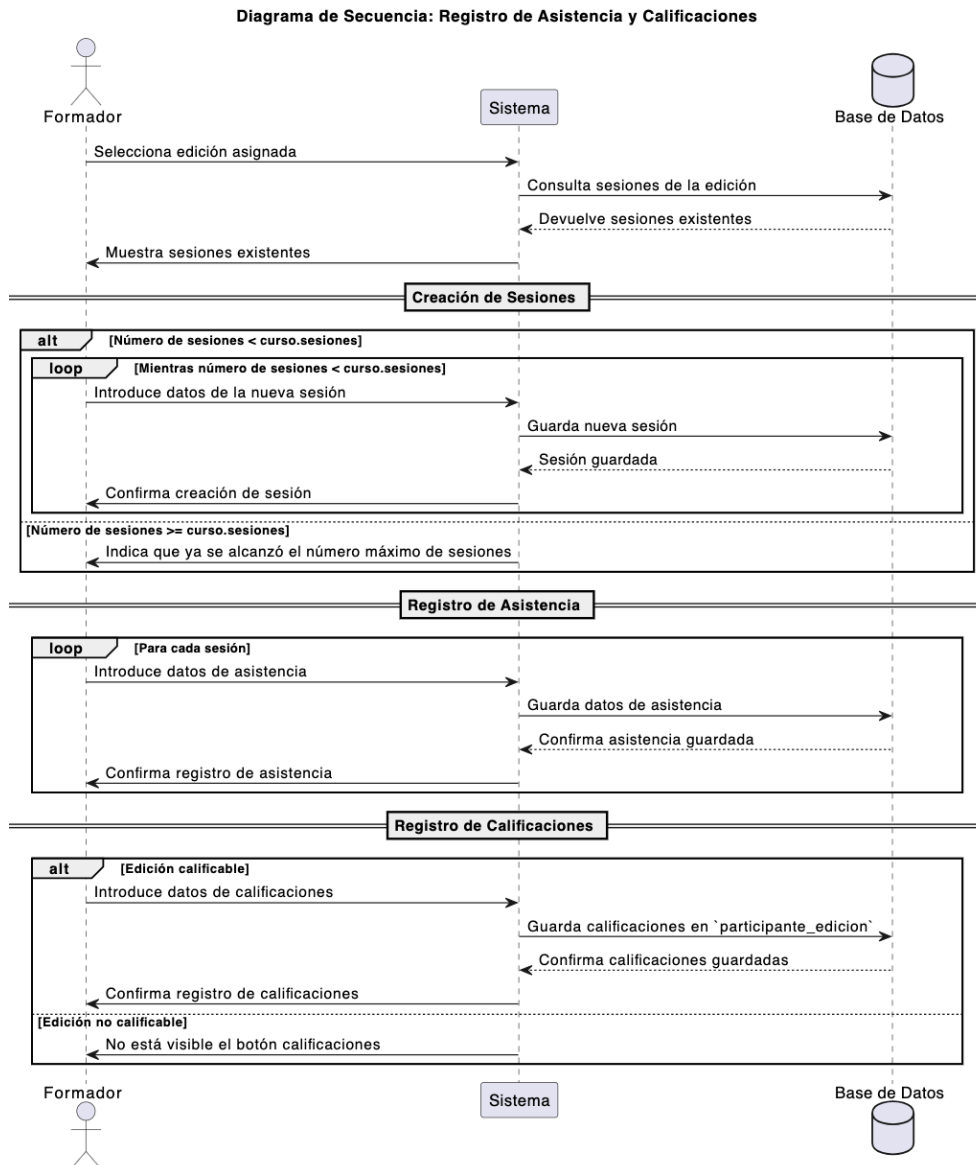 Diagrama de Secuencia: Registro de Asistencia y Calificaciones
Formador
Sistema
Base de Datos
Selecciona edición asignada
Consulta sesiones de la edición
Devuelve sesiones existentes
Muestra sesiones existentes
Creación de Sesiones
alt [Número de sesiones < curso.sesiones]
loop [Mientras número de sesiones < curso.sesiones]
Introduce datos de la nueva sesión
Guarda nueva sesión
Sesión guardada
Confirma creación de sesión
[Número de sesiones >= curso.sesiones]
Indica que ya se alcanzó el número máximo de sesiones
Registro de Asistencia
loop [Para cada sesión]
Introduce datos de asistencia
Guarda datos de asistencia
Confirma asistencia guardada
Confirma registro de asistencia
Registro de Calificaciones
alt [Edición calificable]
Introduce datos de calificaciones
Guarda calificaciones en `participante_edicion`
Confirma calificaciones guardadas
Confirma registro de calificaciones
[Edición no calificable]
No está visible el botón calificaciones
Formador
Sistema
Base de Datos